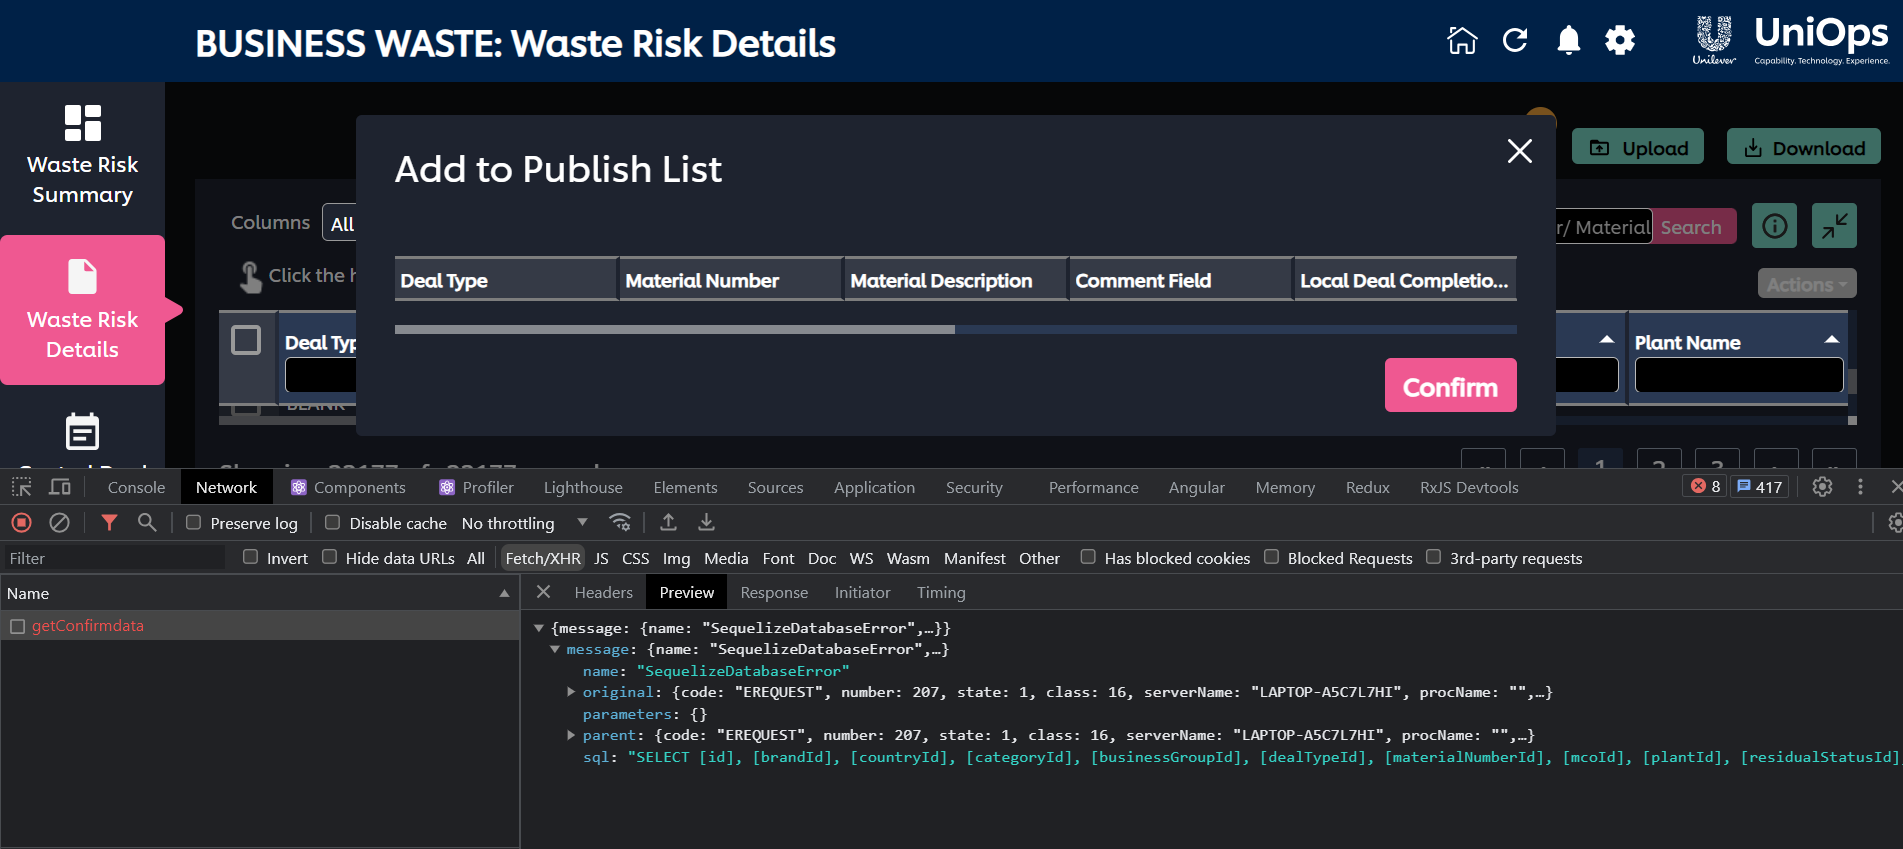 BUSINESS WASTE: Waste Risk Details
Unilever
UniOps
Capability. Technology. Experience.
Waste Risk
Summary
Waste Risk
Details
Add to Publish List
Upload
Download
Columns
All
r/ Material
Search
Click the h
Actions
Deal Type
Material Number
Material Description
Comment Field
Local Deal Completio...
Deal Typ
Plant Name
BLANK
Confirm
1 2 3
Console
Network
Components
Profiler
Lighthouse
Elements
Sources
Application
Security
Performance
Angular
Memory
Redux
RxJS Devtools
8
417
Preserve log
Disable cache
No throttling
Filter
Invert
Hide data URLs
All
Fetch/XHR
JS
CSS
Img
Media
Font
Doc
WS
Wasm
Manifest
Other
Has blocked cookies
Blocked Requests
3rd-party requests
Name
Headers
Preview
Response
Initiator
Timing
getConfirmdata
{message: {name: "SequelizeDatabaseError",…}}
message: {name: "SequelizeDatabaseError",…}
name: "SequelizeDatabaseError"
original: {code: "EREQUEST", number: 207, state: 1, class: 16, serverName: "LAPTOP-A5C7L7HI", procName: "",…}
parameters: {}
parent: {code: "EREQUEST", number: 207, state: 1, class: 16, serverName: "LAPTOP-A5C7L7HI", procName: "",…}
sql: "SELECT [id], [brandId], [countryId], [categoryId], [businessGroupId], [dealTypeId], [materialNumberId], [mcoId], [plantId], [residualStatusId],